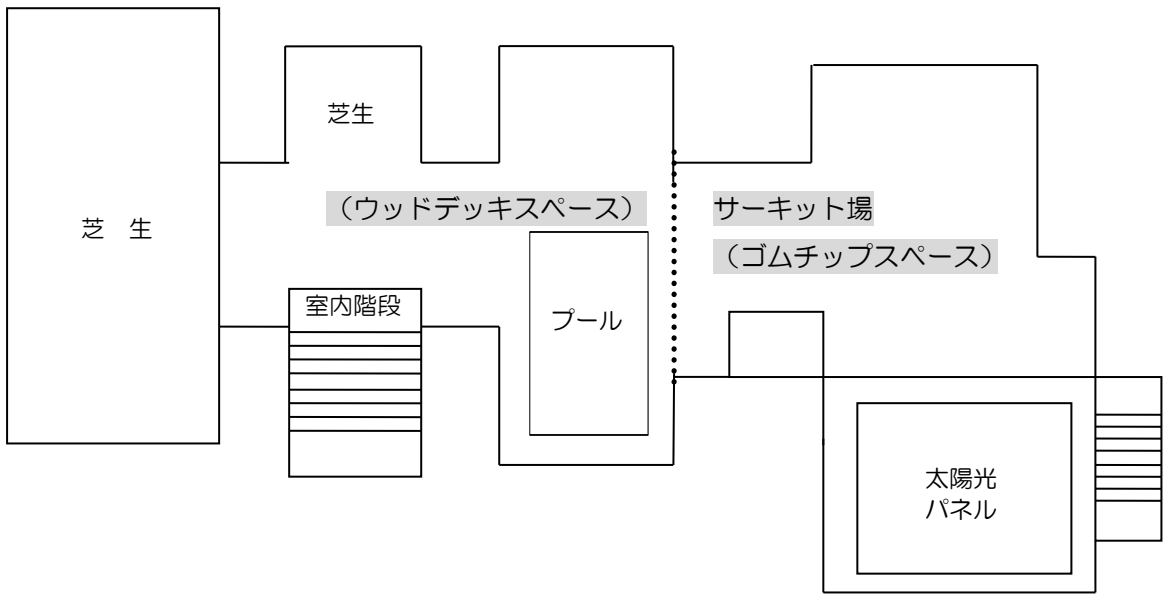 芝生
芝　生
（ウッドデッキスペース）
サーキット場
（ゴムチップスペース）
室内階段
プール
太陽光
パネル